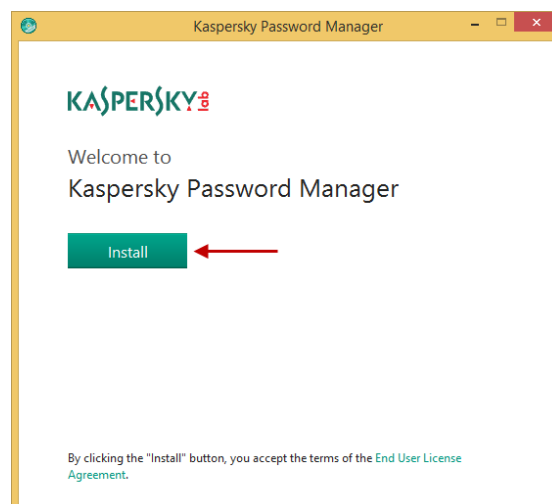 Kaspersky Password Manager
KASPERSKY lab
Welcome to
Kaspersky Password Manager
Install
By clicking the "Install" button, you accept the terms of the End User License
Agreement.